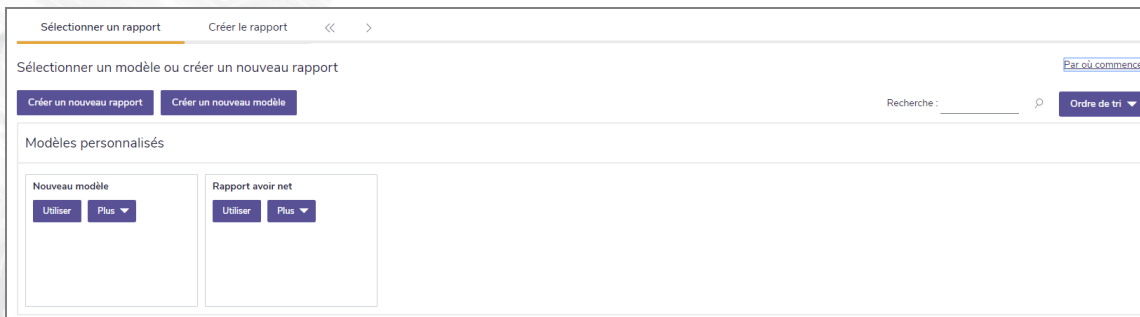 Sélectionner un rapport Créer le rapport
Sélectionner un modèle ou créer un nouveau rapport
Par où commence
Créer un nouveau rapport Créer un nouveau modèle Recherche : Ordre de tri
Modèles personnalisés
Nouveau modèle Rapport avoir net
Utiliser Plus Utiliser Plus